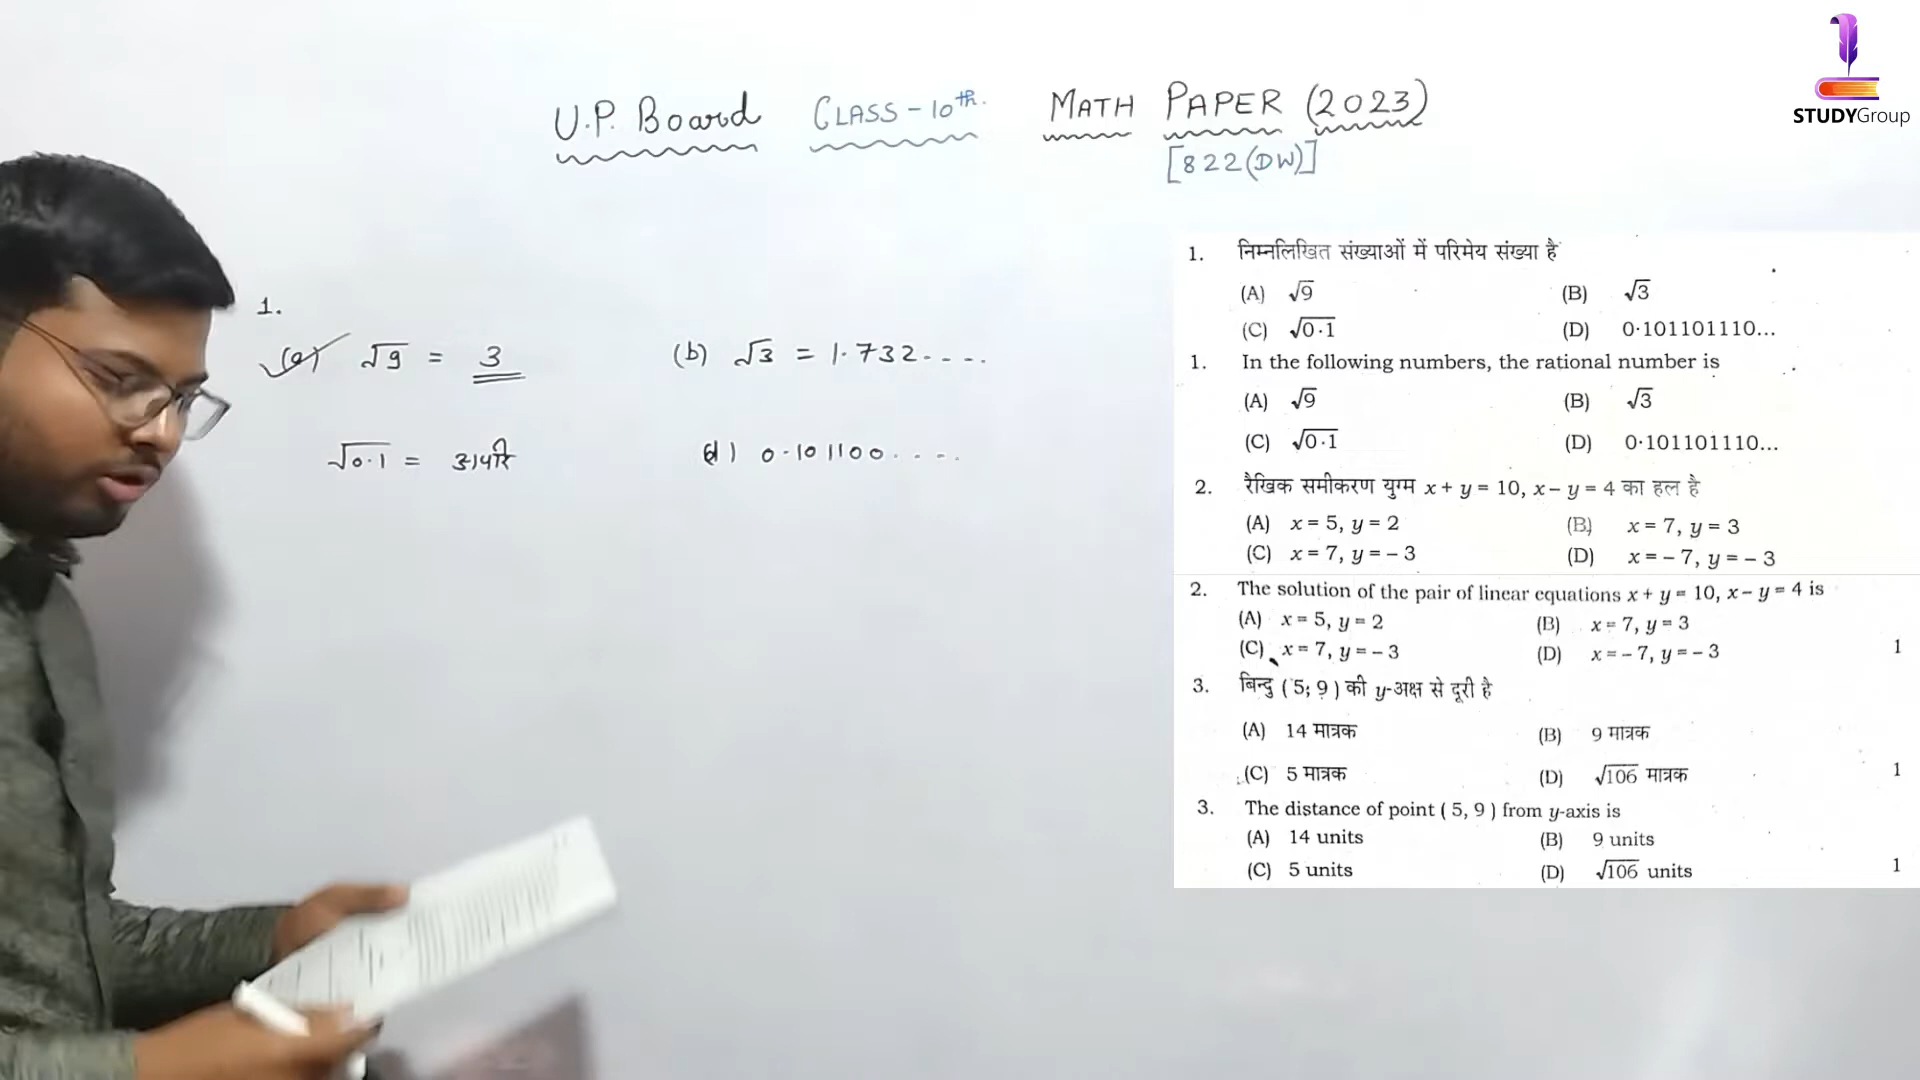 STUDYGroup
U.P. Board CLASS-10th. MATH PAPER (2023)
[822(DW)]
1.
(a) √9 = 3 (b) √3 = 1.732....
√0.1 = अपरि (d) 0.101100.....
1. निम्नलिखित संख्याओं में परिमेय संख्या है
(A) √9 (B) √3
(C) √0·1 (D) 0·101101110...
1. In the following numbers, the rational number is
(A) √9 (B) √3
(C) √0·1 (D) 0·101101110...
2. रैखिक समीकरण युग्म x + y = 10, x – y = 4 का हल है
(A) x = 5, y = 2 (B) x = 7, y = 3
(C) x = 7, y = – 3 (D) x = – 7, y = – 3
2. The solution of the pair of linear equations x + y = 10, x – y = 4 is
(A) x = 5, y = 2 (B) x = 7, y = 3
(C) x = 7, y = – 3 (D) x = – 7, y = – 3 1
3. बिन्दु ( 5; 9 ) की y-अक्ष से दूरी है
(A) 14 मात्रक (B) 9 मात्रक
(C) 5 मात्रक (D) √106 मात्रक 1
3. The distance of point ( 5, 9 ) from y-axis is
(A) 14 units (B) 9 units
(C) 5 units (D) √106 units 1